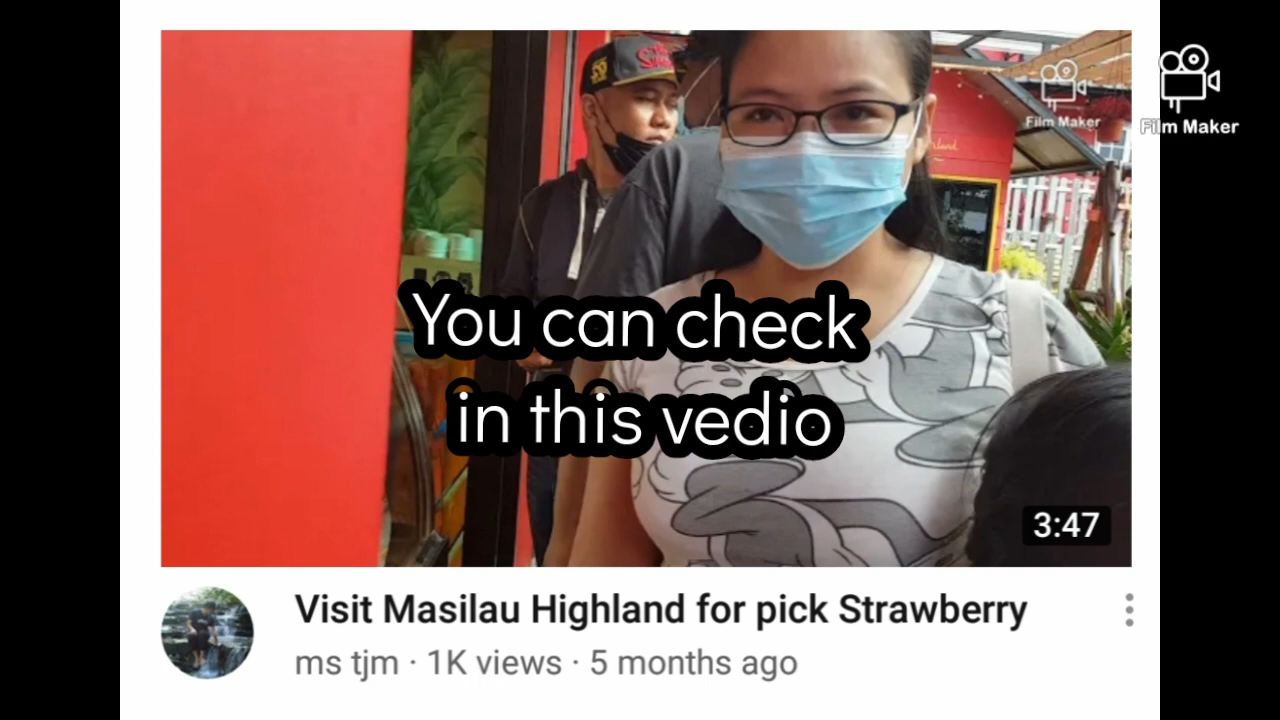 Film Maker
Film Maker
You can check
in this vedio
3:47
Visit Masilau Highland for pick Strawberry
ms tjm · 1K views · 5 months ago